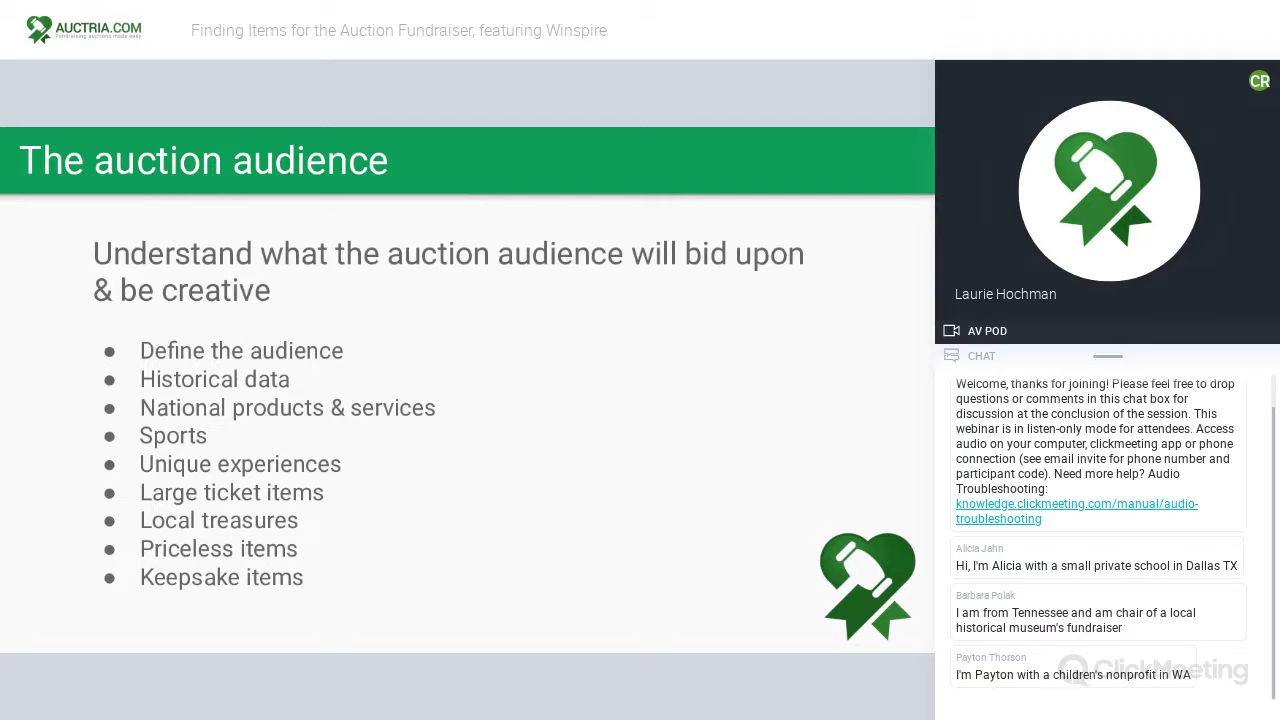 AUCTRIA.COM
Fundraising auctions made easy
Finding Items for the Auction Fundraiser, featuring Winspire
CR
The auction audience
Understand what the auction audience will bid upon
& be creative
● Define the audience
● Historical data
● National products & services
● Sports
● Unique experiences
● Large ticket items
● Local treasures
● Priceless items
● Keepsake items
Laurie Hochman
AV POD
CHAT
Welcome, thanks for joining! Please feel free to drop
questions or comments in this chat box for
discussion at the conclusion of the session. This
webinar is in listen-only mode for attendees. Access
audio on your computer, clickmeeting app or phone
connection (see email invite for phone number and
participant code). Need more help? Audio
Troubleshooting:
knowledge.clickmeeting.com/manual/audio-
troubleshooting
Alicia Jahn
Hi, I'm Alicia with a small private school in Dallas TX
Barbara Polak
I am from Tennessee and am chair of a local
historical museum's fundraiser
Payton Thorson
I'm Payton with a children's nonprofit in WA
ClickMeeting